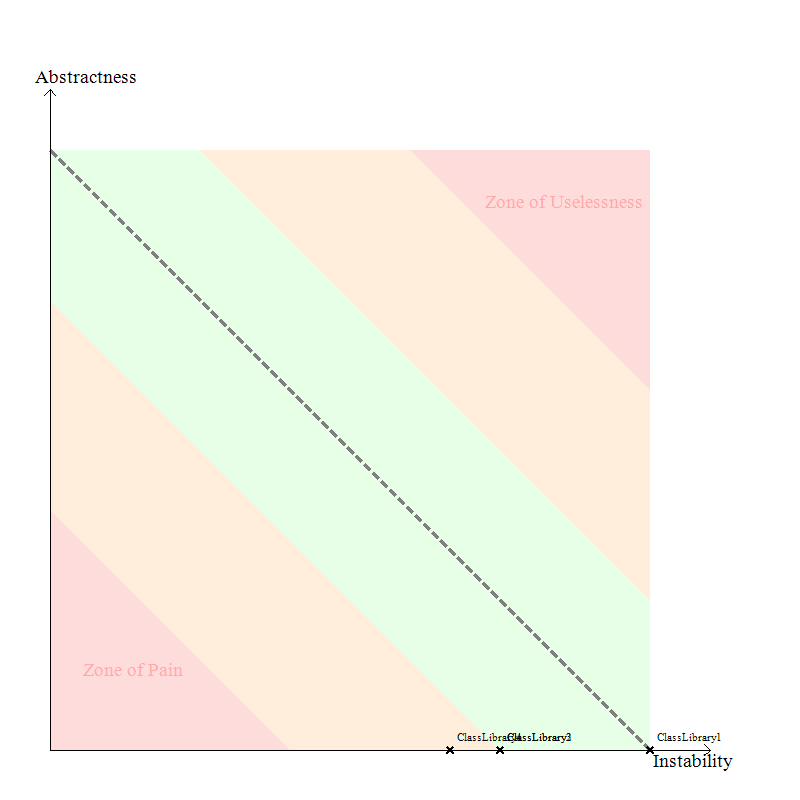 Abstractness
Zone of Uselessness
Zone of Pain
ClassLibrary1
Instability